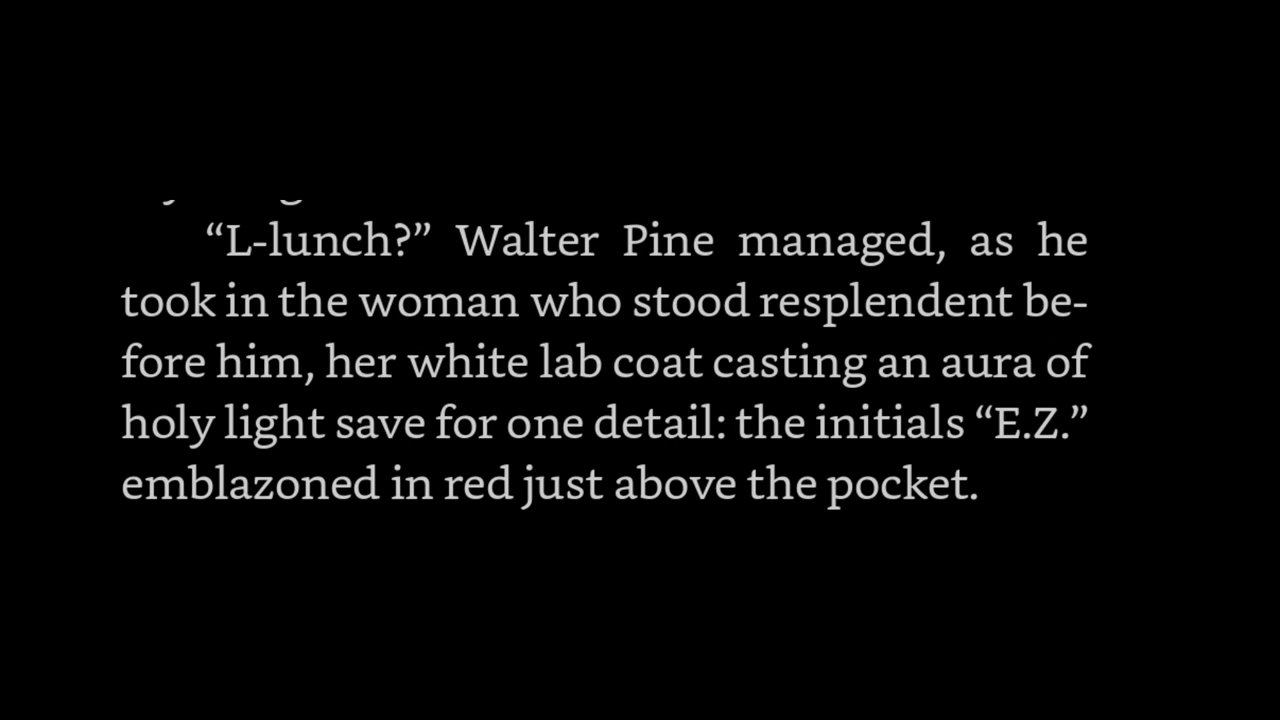 “L-lunch?” Walter Pine managed, as he
took in the woman who stood resplendent be-
fore him, her white lab coat casting an aura of
holy light save for one detail: the initials “E.Z.”
emblazoned in red just above the pocket.